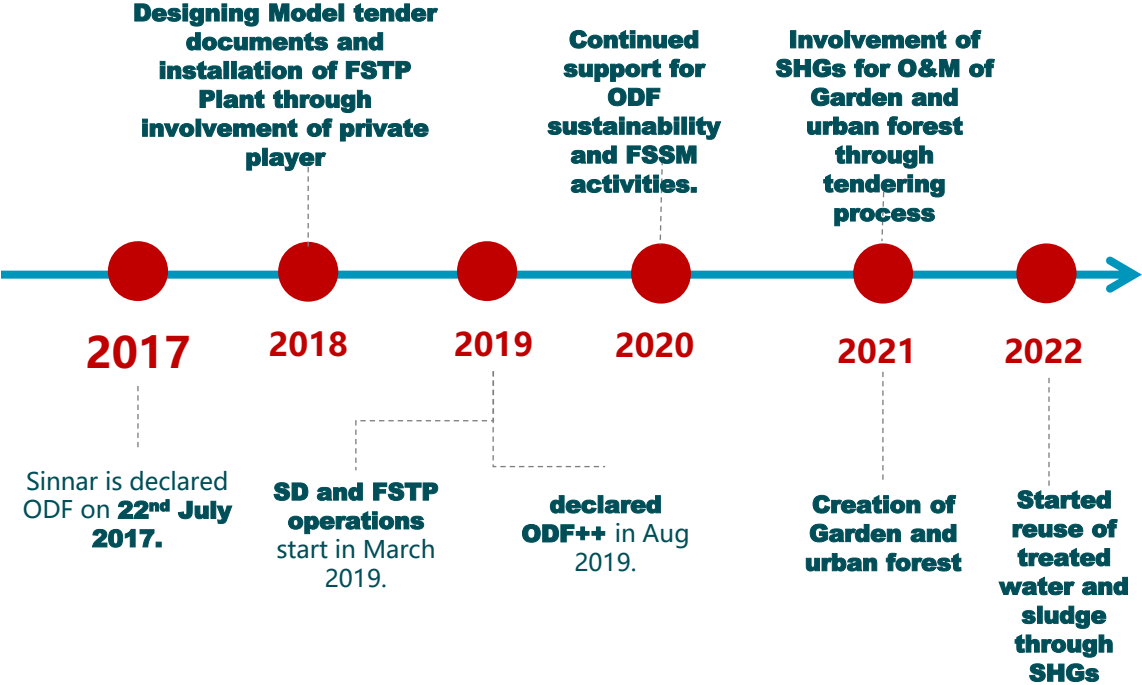 Designing Model tender
documents and
installation of FSTP
Plant through
involvement of private
player
Continued
support for
ODF
sustainability
and FSSM
activities.
Involvement of
SHGs for O&M of
Garden and
urban forest
through
tendering
process
2017
2018
2019
2020
2021
2022
Sinnar is declared
ODF on 22nd July
2017.
SD and FSTP
operations
start in March
2019.
declared
ODF++ in Aug
2019.
Creation of
Garden and
urban forest
Started
reuse of
treated
water and
sludge
through
SHGs